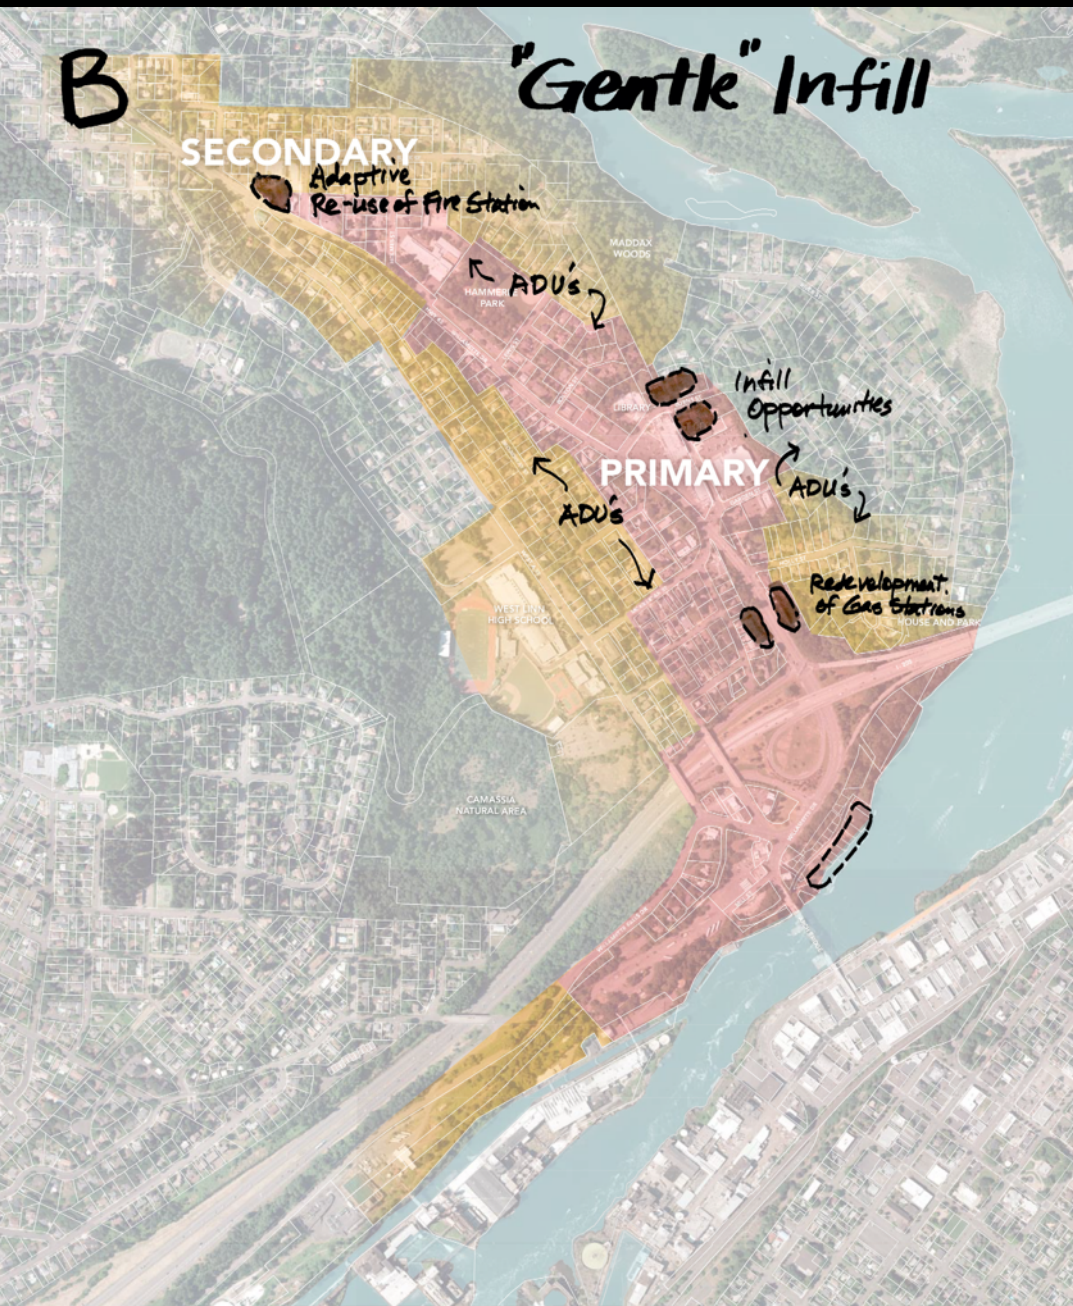 B
"Gentle" Infill
SECONDARY
Adaptive
Re-use of Fire Station
MADDAX
WOODS
ADU's
HAMMERLE
PARK
Infill
Opportunities
LIBRARY
PRIMARY
ADU's
ADU's
Redevelopment
of Gas Stations
HOUSE AND PARK
WEST LINN
HIGH SCHOOL
CAMASSIA
NATURAL AREA